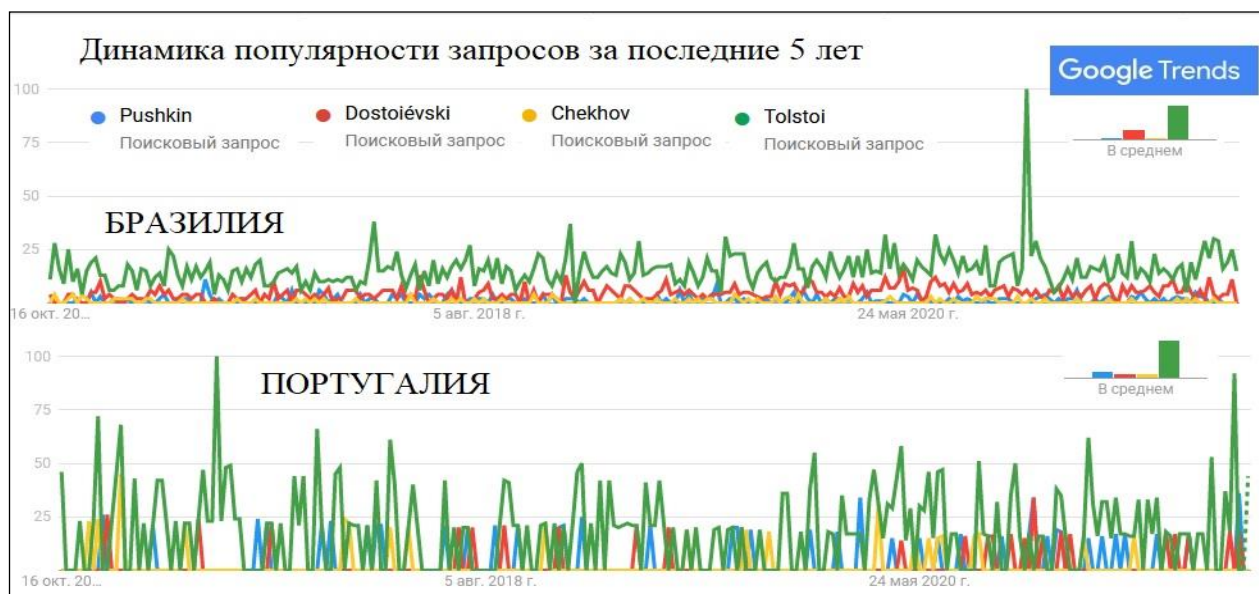 Динамика популярности запросов за последние 5 лет
Google Trends
100
Pushkin
Dostoiévski
Chekhov
Tolstoi
Поисковый запрос
Поисковый запрос
Поисковый запрос
Поисковый запрос
75
В среднем
50
БРАЗИЛИЯ
25
16 окт. 20...
5 авг. 2018 г.
24 мая 2020 г.
100
ПОРТУГАЛИЯ
В среднем
75
50
25
16 окт. 20...
5 авг. 2018 г.
24 мая 2020 г.